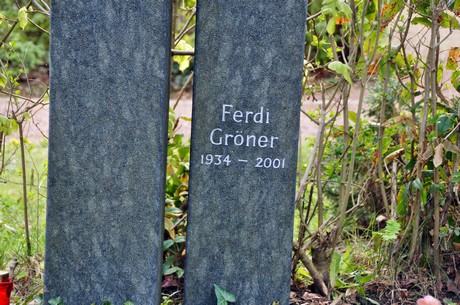 Ferdi
Gröner
1934 – 2001